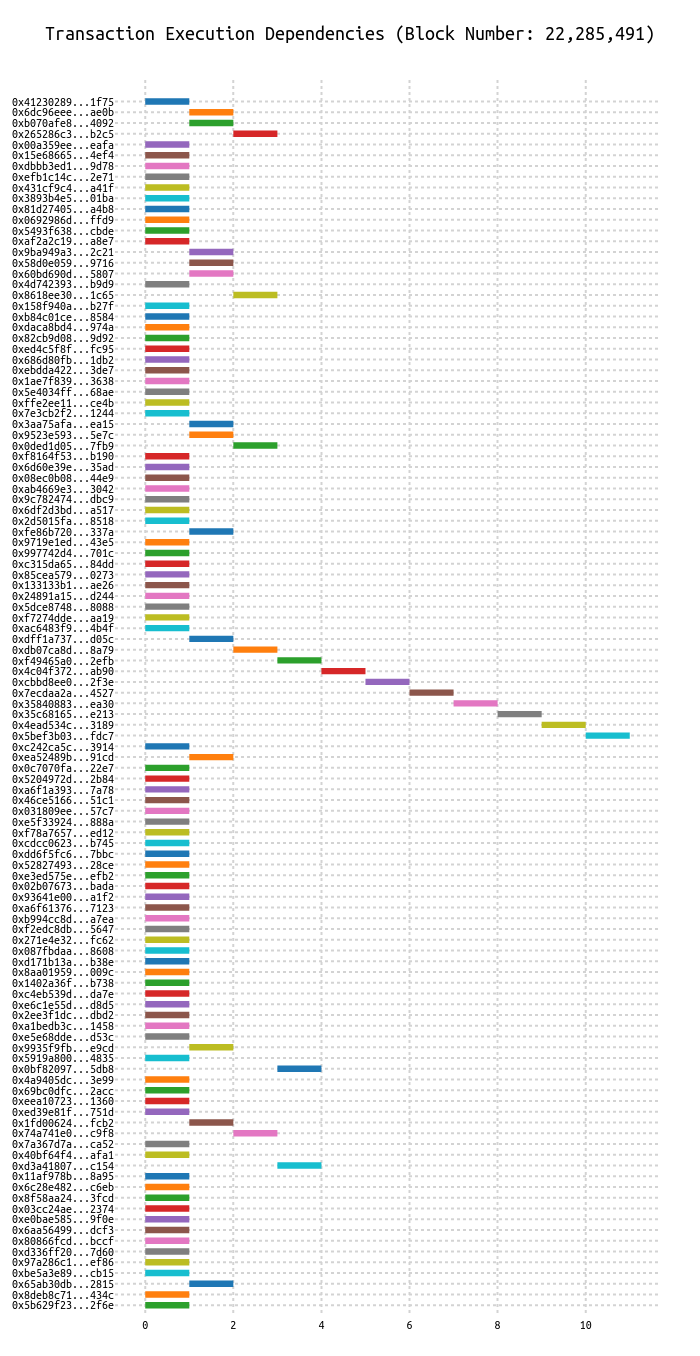 Transaction Execution Dependencies (Block Number: 22,285,491)
0x41230289...1f75
0x6dc96eee...ae0b
0xb070afe8...4092
0x265286c3...b2c5
0x00a359ee...eafa
0x15e68665...4ef4
0xdbbb3ed1...9d78
0xefb1c14c...2e71
0x431cf9c4...a41f
0x3893b4e5...01ba
0x81d27405...a4b8
0x0692986d...ffd9
0x5493f638...cbde
0xaf2a2c19...a8e7
0x9ba949a3...2c21
0x58d0e059...9716
0x60bd690d...5807
0x4d742393...b9d9
0x8618ee30...1c65
0x158f940a...b27f
0xb84c01ce...8584
0xdaca8bd4...974a
0x82cb9d08...9d92
0xed4c5f8f...fc95
0x686d80fb...1db2
0xebdda422...3de7
0x1ae7f839...3638
0x5e4034ff...68ae
0xffe2ee11...ce4b
0x7e3cb2f2...1244
0x3aa75afa...ea15
0x9523e593...5e7c
0x0ded1d05...7fb9
0xf8164f53...b190
0x6d60e39e...35ad
0x08ec0b08...44e9
0xab4669e3...3042
0x9c782474...dbc9
0x6df2d3bd...a517
0x2d5015fa...8518
0xfe86b720...337a
0x9719e1ed...43e5
0x997742d4...701c
0xc315da65...84dd
0x85cea579...0273
0x133133b1...ae26
0x24891a15...d244
0x5dce8748...8088
0xf7274dde...aa19
0xac6483f9...4b4f
0xdff1a737...d05c
0xdb07ca8d...8a79
0xf49465a0...2efb
0x4c04f372...ab90
0xcbbd8ee0...2f3e
0x7ecdaa2a...4527
0x35840883...ea30
0x35c68165...e213
0x4ead534c...3189
0x5bef3b03...fdc7
0xc242ca5c...3914
0xea52489b...91cd
0x0c7070fa...22e7
0x5204972d...2b84
0xa6f1a393...7a78
0x46ce5166...51c1
0x031809ee...57c7
0xe5f33924...888a
0xf78a7657...ed12
0xcdcc0623...b745
0xdd6f5fc6...7bbc
0x52827493...28ce
0xe3ed575e...efb2
0x02b07673...bada
0x93641e00...a1f2
0xa6f61376...7123
0xb994cc8d...a7ea
0xf2edc8db...5647
0x271e4e32...fc62
0x087fbdaa...8608
0xd171b13a...b38e
0x8aa01959...009c
0x1402a36f...b738
0xc4eb539d...da7e
0xe6c1e55d...d8d5
0x2ee3f1dc...dbd2
0xa1bedb3c...1458
0xe5e68dde...d53c
0x9935f9fb...e9cd
0x5919a800...4835
0x0bf82097...5db8
0x4a9405dc...3e99
0x69bc0dfc...2acc
0xeea10723...1360
0xed39e81f...751d
0x1fd00624...fcb2
0x74a741e0...c9f8
0x7a367d7a...ca52
0x40bf64f4...afa1
0xd3a41807...c154
0x11af978b...8a95
0x6c28e482...c6eb
0x8f58aa24...3fcd
0x03cc24ae...2374
0xe0bae585...9f0e
0x6aa56499...dcf3
0x80866fcd...bccf
0xd336ff20...7d60
0x97a286c1...ef86
0xbe5a3e89...cb15
0x65ab30db...2815
0x8deb8c71...434c
0x5b629f23...2f6e
0 2 4 6 8 10